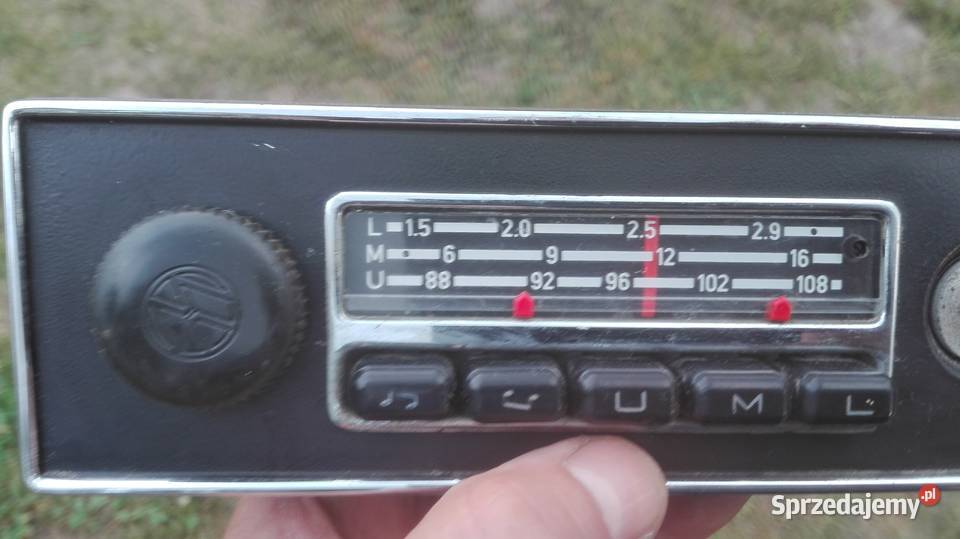 L 1.5 2.0 2.5 2.9
M 6 9 12 16
U 88 92 96 102 108
U M L
Sprzedajemy.pl